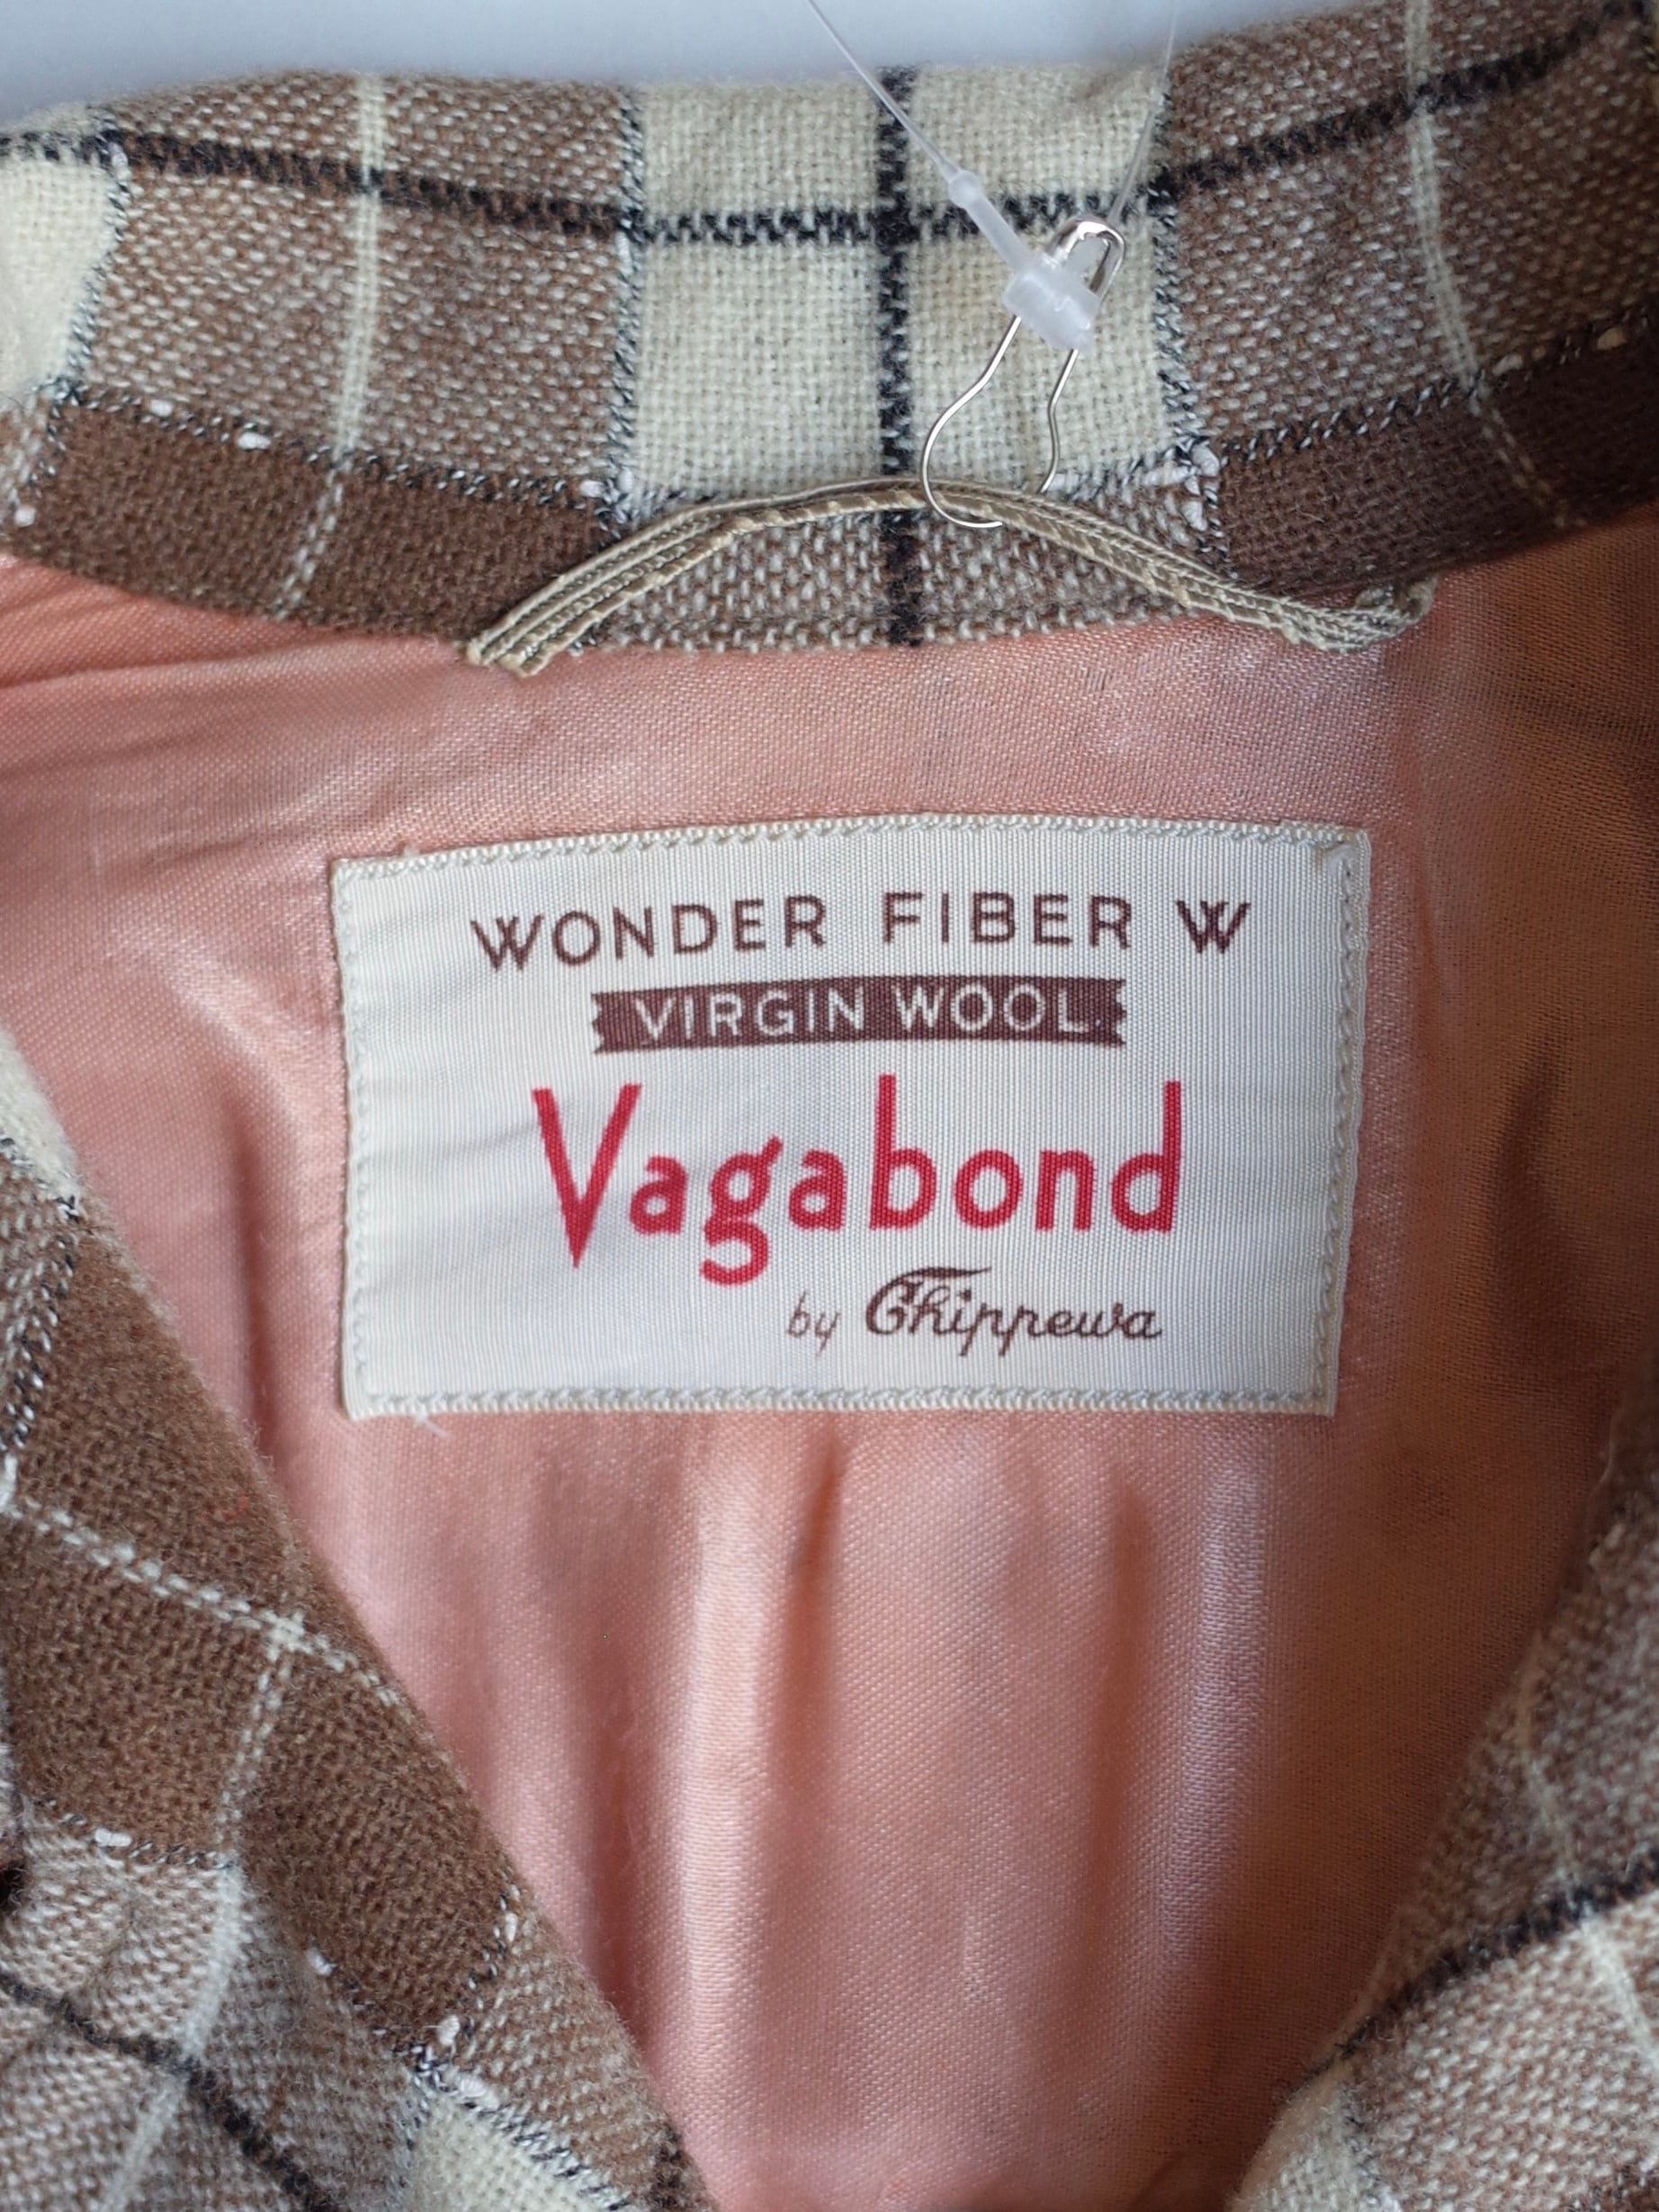 WONDER FIBER W
VIRGIN WOOL
Vagabond
by Chippewa